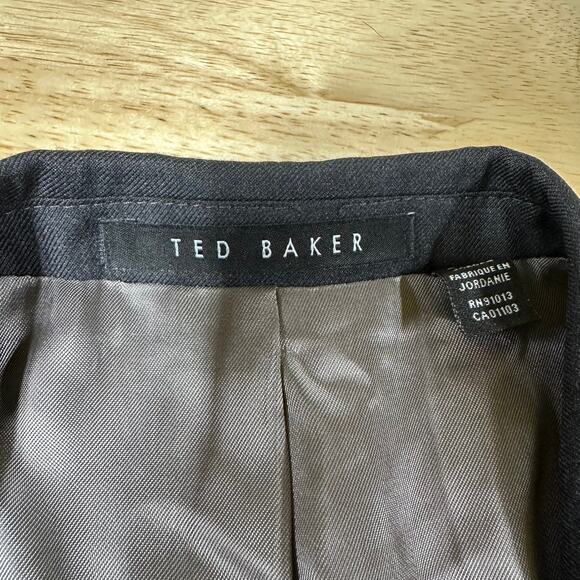 TED BAKER
FABRIQUE EN
JORDANIE
RN91013
CA01103